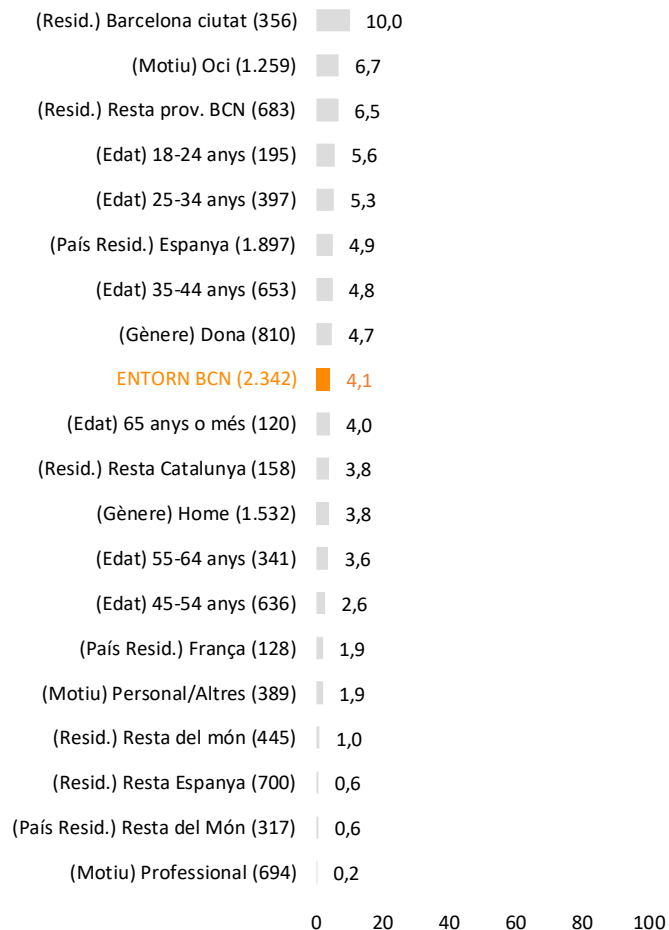 (Resid.) Barcelona ciutat (356) 10,0
(Motiu) Oci (1.259) 6,7
(Resid.) Resta prov. BCN (683) 6,5
(Edat) 18-24 anys (195) 5,6
(Edat) 25-34 anys (397) 5,3
(País Resid.) Espanya (1.897) 4,9
(Edat) 35-44 anys (653) 4,8
(Gènere) Dona (810) 4,7
ENTORN BCN (2.342) 4,1
(Edat) 65 anys o més (120) 4,0
(Resid.) Resta Catalunya (158) 3,8
(Gènere) Home (1.532) 3,8
(Edat) 55-64 anys (341) 3,6
(Edat) 45-54 anys (636) 2,6
(País Resid.) França (128) 1,9
(Motiu) Personal/Altres (389) 1,9
(Resid.) Resta del món (445) 1,0
(Resid.) Resta Espanya (700) 0,6
(País Resid.) Resta del Món (317) 0,6
(Motiu) Professional (694) 0,2
0 20 40 60 80 100